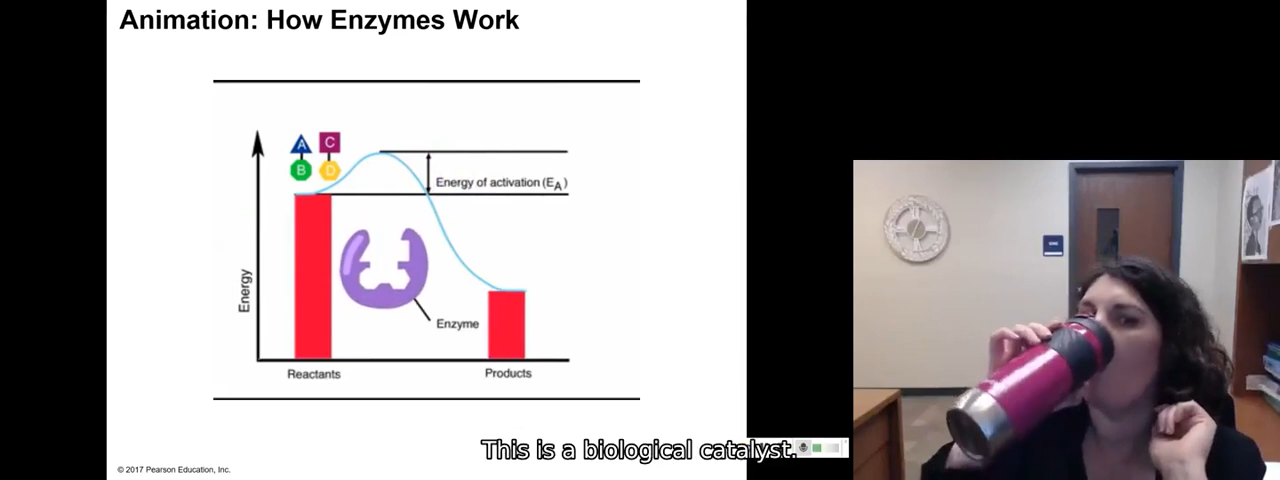 Animation: How Enzymes Work
A
C
B
D
Energy of activation (EA)
Energy
Enzyme
Reactants
Products
This is a biological catalyst.
© 2017 Pearson Education, Inc.